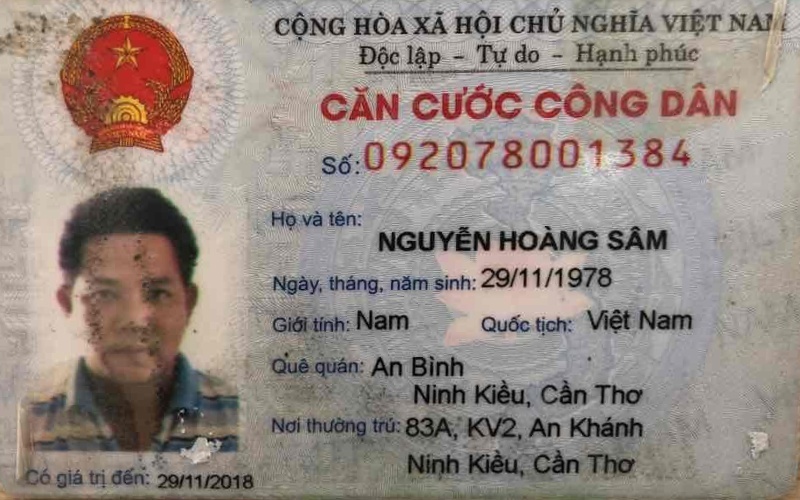 CỘNG HÒA XÃ HỘI CHỦ NGHĨA VIỆT NAM
Độc lập - Tự do - Hạnh phúc
CĂN CƯỚC CÔNG DÂN
Số: 092078001384
Họ và tên:
NGUYỄN HOÀNG SÂM
Ngày, tháng, năm sinh: 29/11/1978
Giới tính: Nam Quốc tịch: Việt Nam
Quê quán: An Bình
Ninh Kiều, Cần Thơ
Nơi thường trú: 83A, KV2, An Khánh
Ninh Kiều, Cần Thơ
Có giá trị đến: 29/11/2018